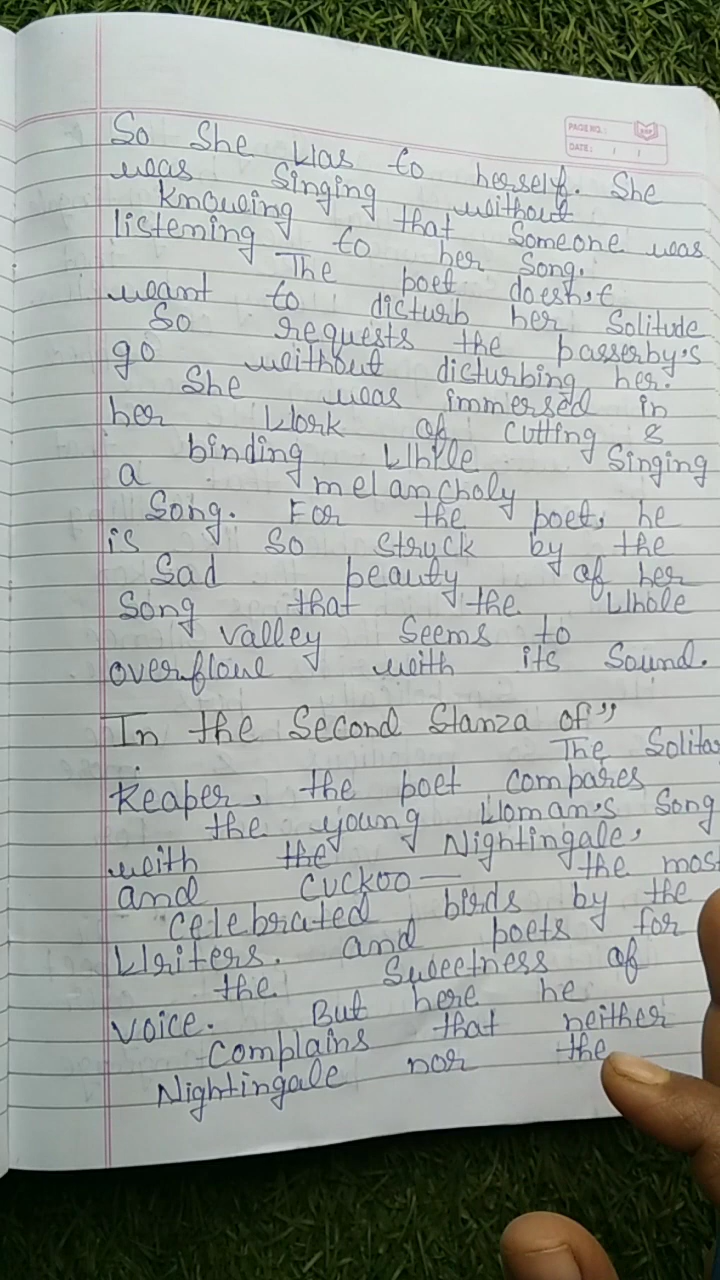 PAGE NO.:
DATE: / /
So She was to herself. She
was Singing without
knowing that Someone was
listening to her Song.
The poet doesn,t
want to disturb her Solitude
So requests the passerby's
go without disturbing her.
She was immersed in
her work of cutting &
binding while Singing
a melancholy
Song. For the poet, he
is so struck by the
Sad beauty of her
Song that the whole
valley Seems to
overflow with its Sound.
In the Second Stanza of"
The Solitary
Reaper, the poet compares
the young woman's Song
with the Nightingale,
and Cuckoo— the most
celebrated birds by the
writers. and poets for
the Sweetness of
voice. But here he
Complains that neither
Nightingale nor the